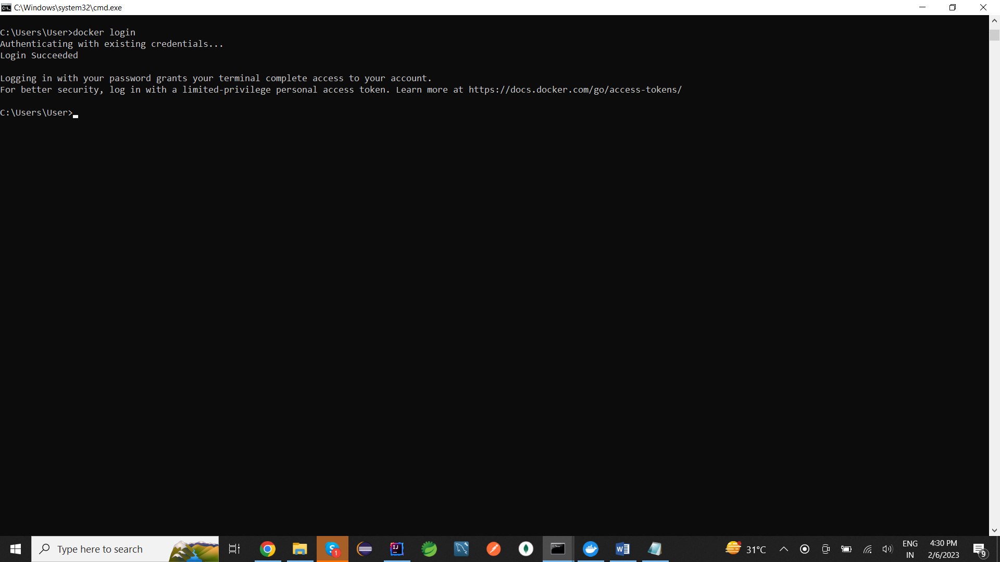 C:\Windows\system32\cmd.exe
C:\Users\User>docker login
Authenticating with existing credentials...
Login Succeeded
Logging in with your password grants your terminal complete access to your account.
For better security, log in with a limited-privilege personal access token. Learn more at https://docs.docker.com/go/access-tokens/
C:\Users\User>
Type here to search
1
31°C
ENG
IN
4:30 PM
2/6/2023
9